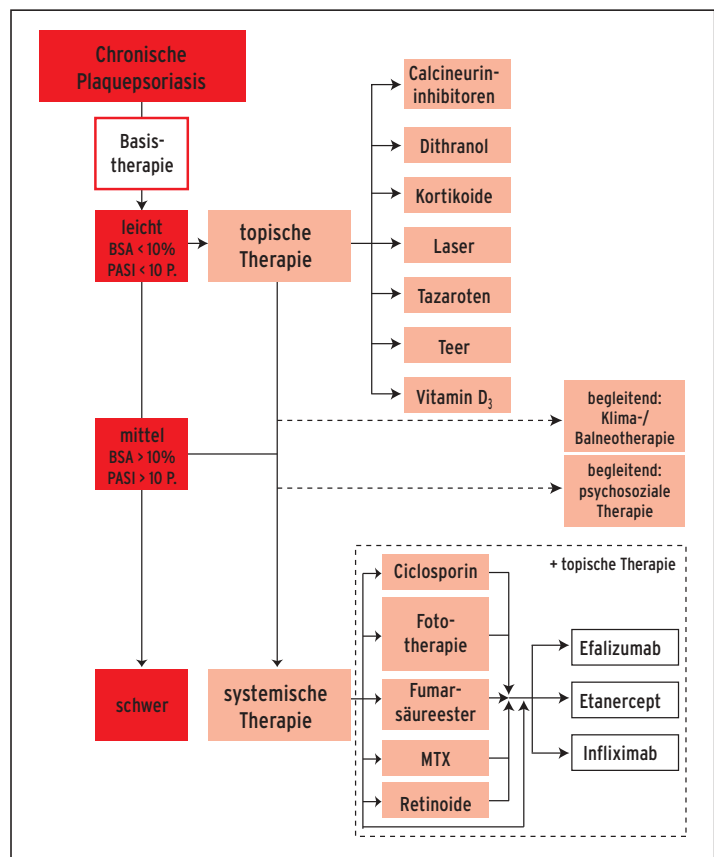 Chronische
Plaquepsoriasis
Basis-
therapie
leicht
BSA < 10%
PASI < 10 P.
topische
Therapie
Calcineurin-
inhibitoren
Dithranol
Kortikoide
Laser
Tazaroten
Teer
Vitamin D₃
begleitend:
Klima-/
Balneotherapie
mittel
BSA > 10%
PASI > 10 P.
begleitend:
psychosoziale
Therapie
+ topische Therapie
Ciclosporin
Foto-
therapie
Fumar-
säureester
MTX
Retinoide
schwer
systemische
Therapie
Efalizumab
Etanercept
Infliximab